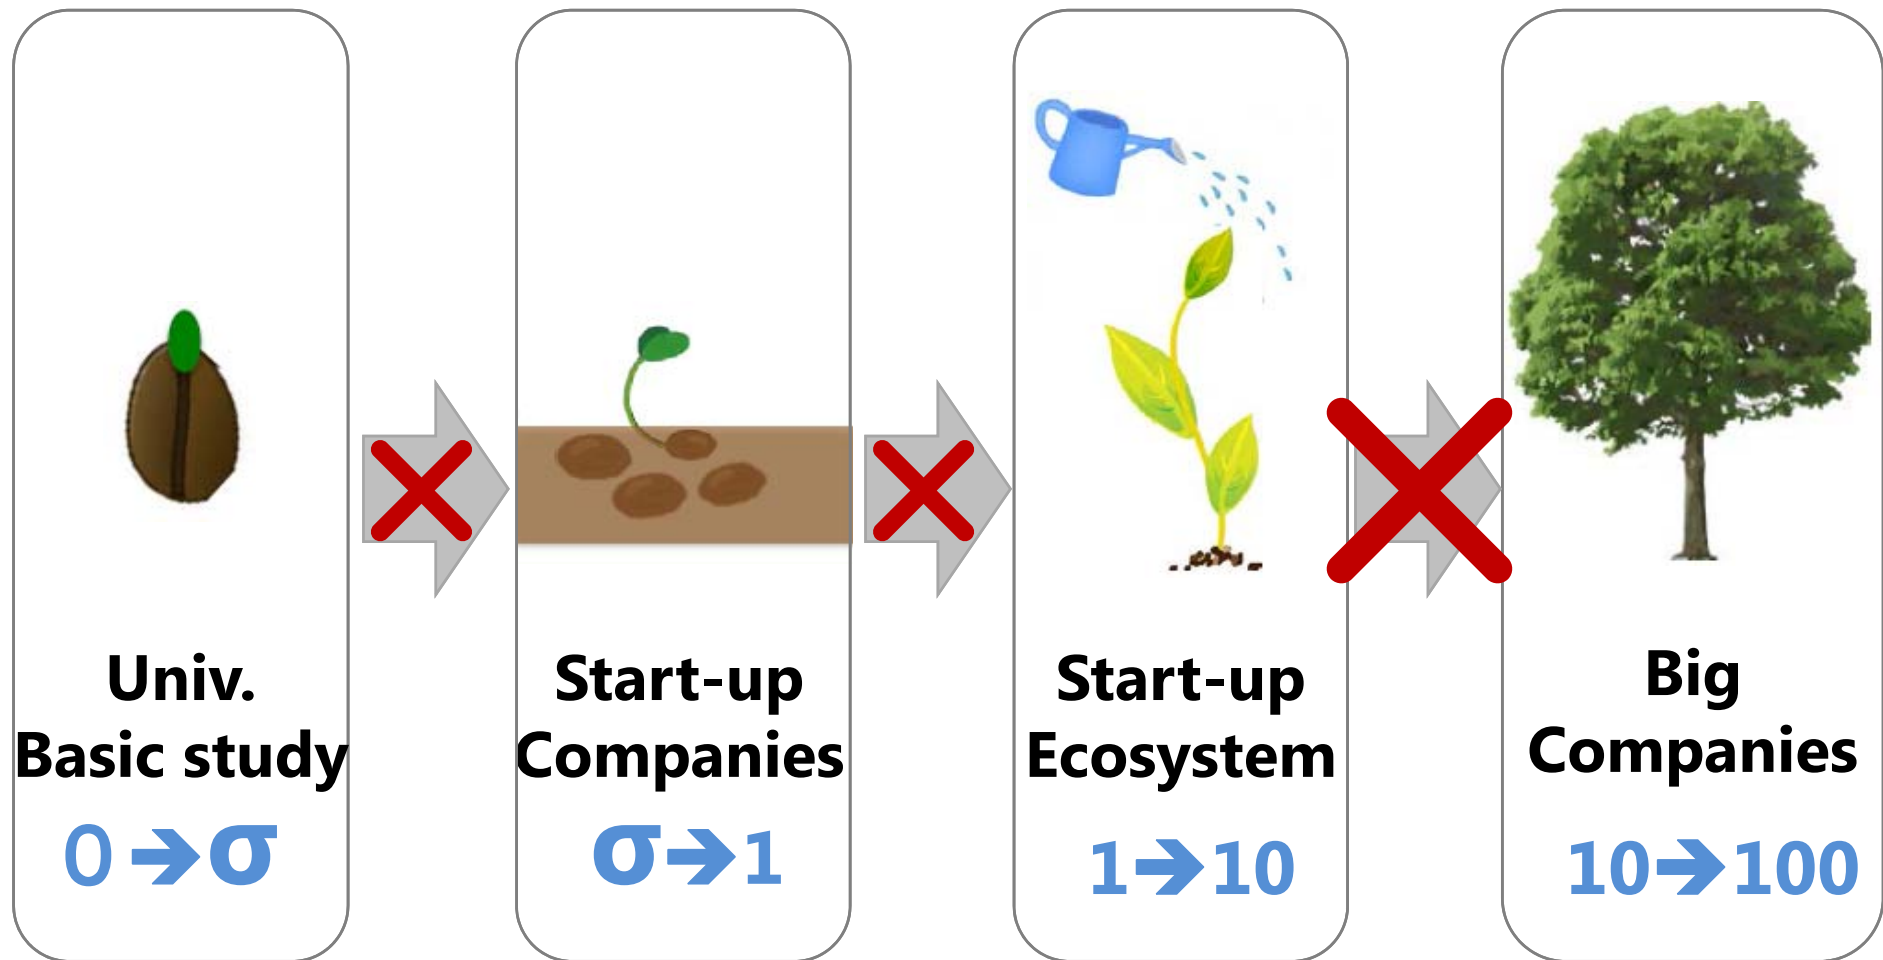 Univ.
Basic study
0➔σ
Start-up
Companies
σ➔1
Start-up
Ecosystem
1➔10
Big
Companies
10➔100